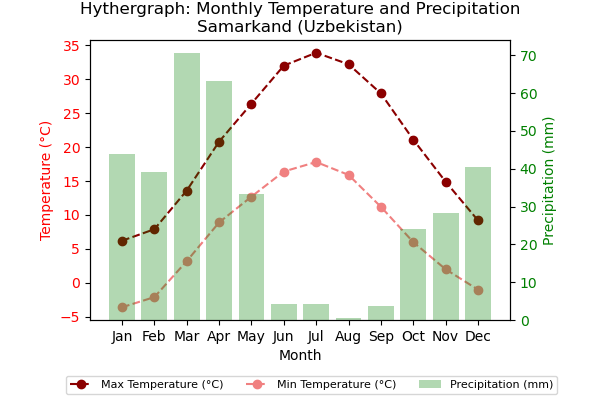 Hythergraph: Monthly Temperature and Precipitation
Samarkand (Uzbekistan)
Temperature (°C)
35
30
25
20
15
10
5
0
−5
70
60
50
40
30
20
10
0
Precipitation (mm)
Jan Feb Mar Apr May Jun Jul Aug Sep Oct Nov Dec
Month
Max Temperature (°C) Min Temperature (°C) Precipitation (mm)